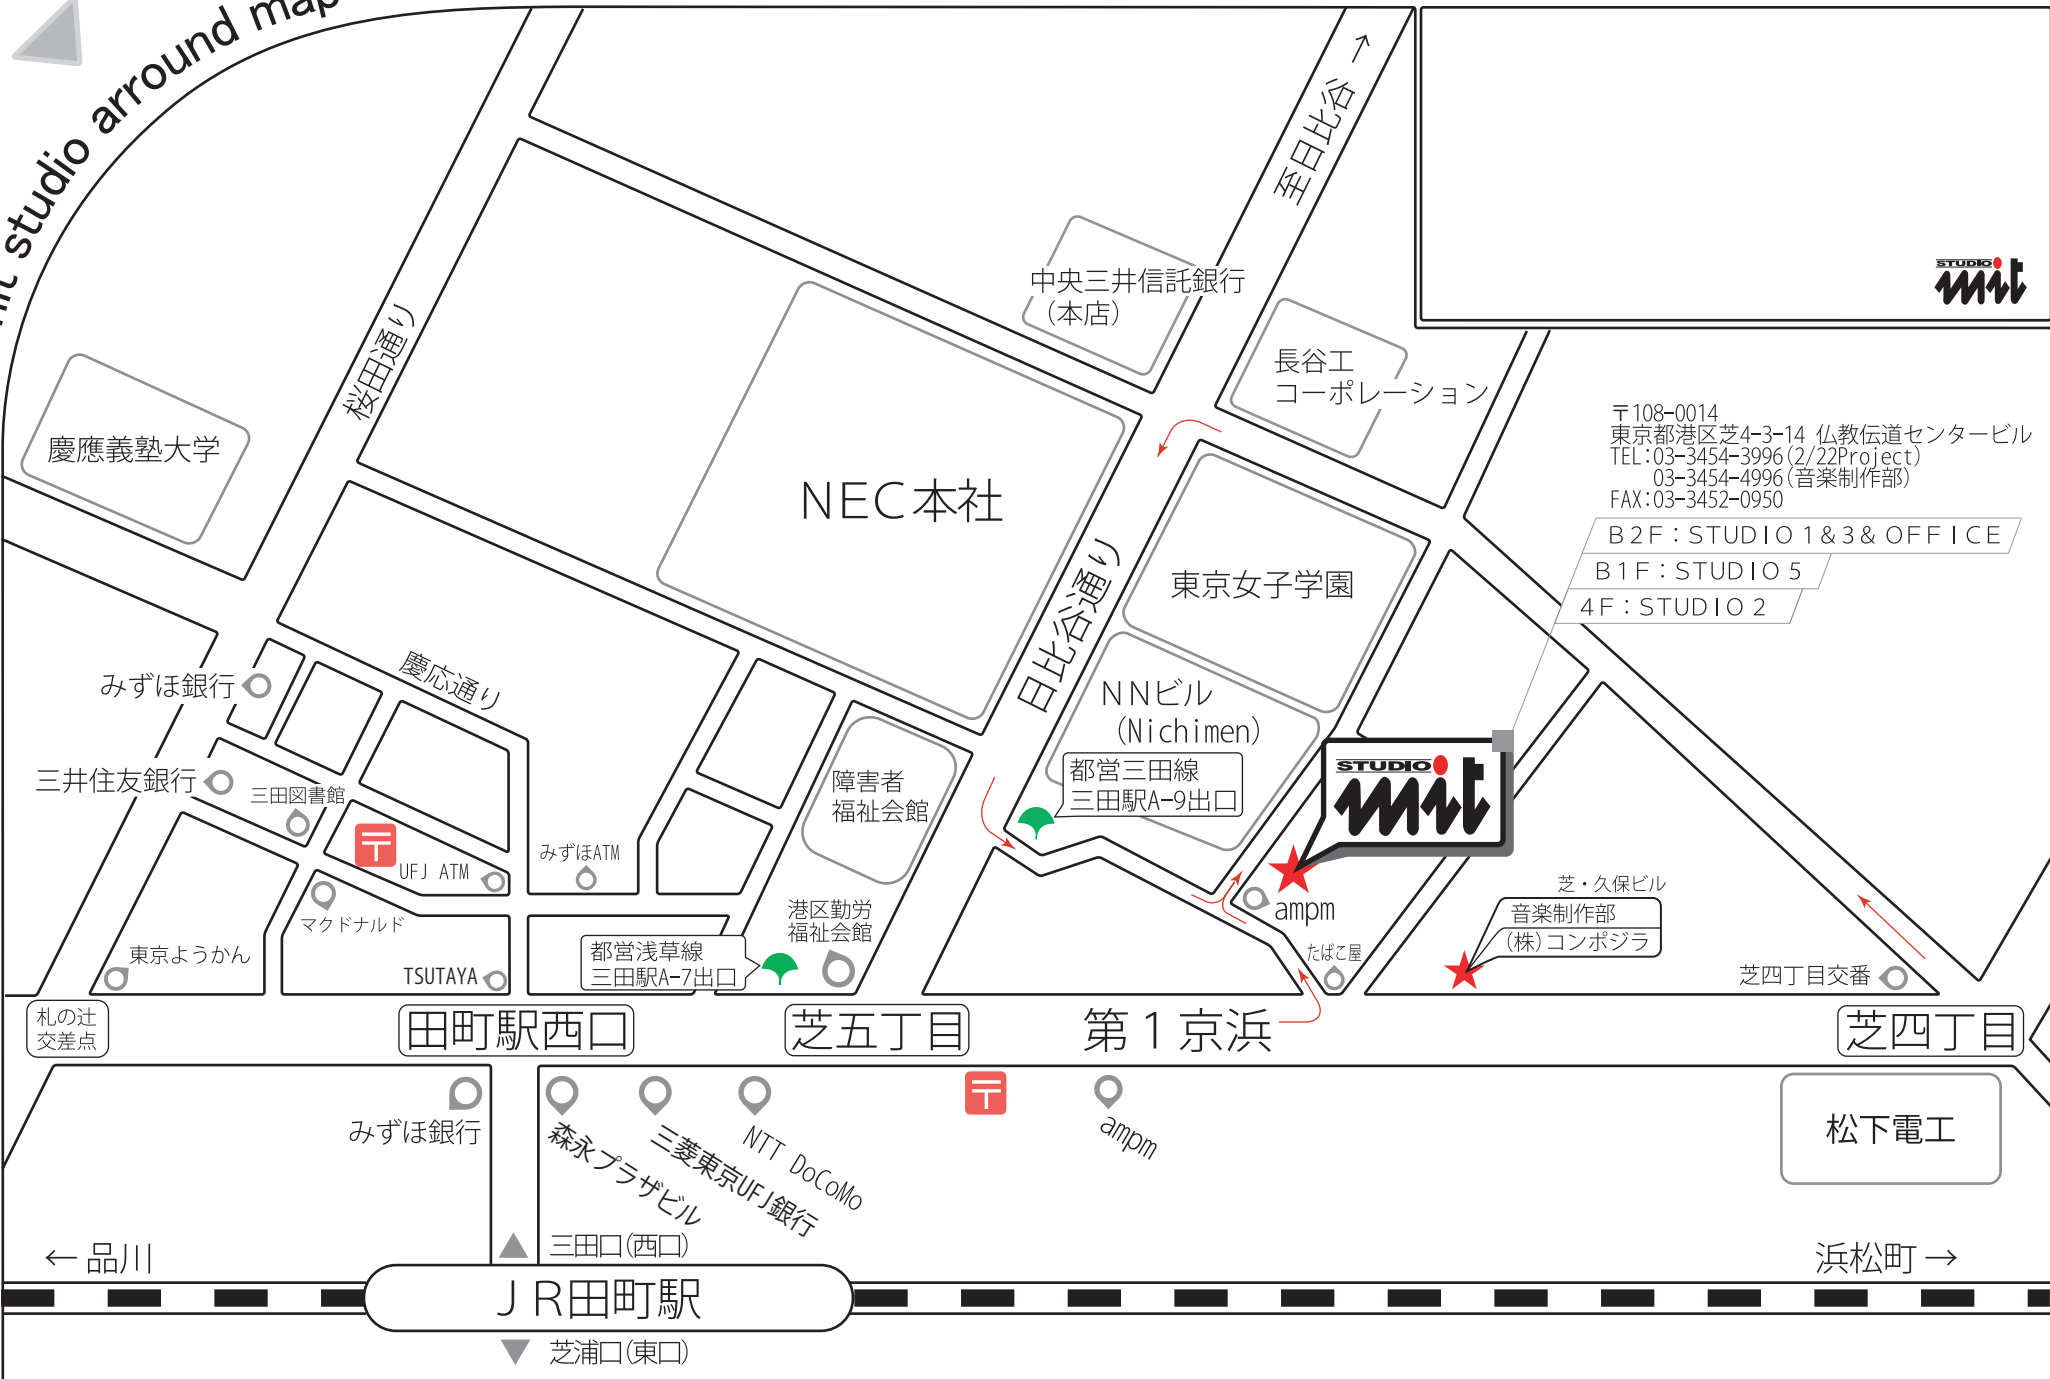 studio arround map
至日比谷→
STUDIO mit
中央三井信託銀行
(本店)
桜田通り
長谷工
コーポレーション
慶應義塾大学
〒108-0014
東京都港区芝4-3-14 仏教伝道センタービル
TEL:03-3454-3996(2/22Project)
03-3454-4996(音楽制作部)
FAX:03-3452-0950
NEC本社
B2F:STUDIO 1&3& OFFICE
B1F:STUDIO 5
4F:STUDIO 2
東京女子学園
日比谷通り
慶応通り
みずほ銀行
NNビル
(Nichimen)
都営三田線
三田駅A-9出口
STUDIO mit
三井住友銀行
三田図書館
障害者
福祉会館
〒
UFJ ATM
みずほATM
マクドナルド
港区勤労
福祉会館
ampm
芝・久保ビル
音楽制作部
(株)コンポジラ
東京ようかん
TSUTAYA
都営浅草線
三田駅A-7出口
たばこ屋
芝四丁目交番
札の辻
交差点
田町駅西口
芝五丁目
第1京浜
芝四丁目
みずほ銀行
森永プラザビル
三菱東京UFJ銀行
NTT DoCoMo
〒
ampm
松下電工
←品川
三田口(西口)
浜松町→
JR田町駅
芝浦口(東口)